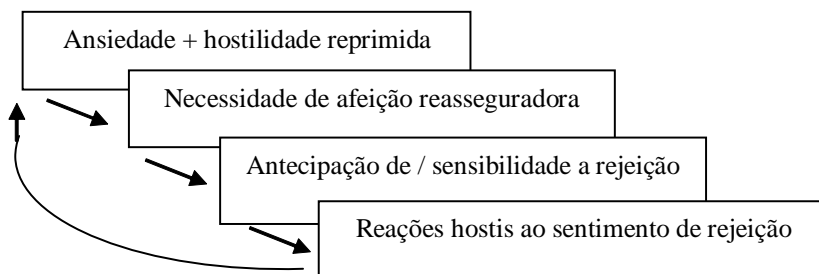 Ansiedade + hostilidade reprimida
Necessidade de afeição reasseguradora
Antecipação de / sensibilidade a rejeição
Reações hostis ao sentimento de rejeição